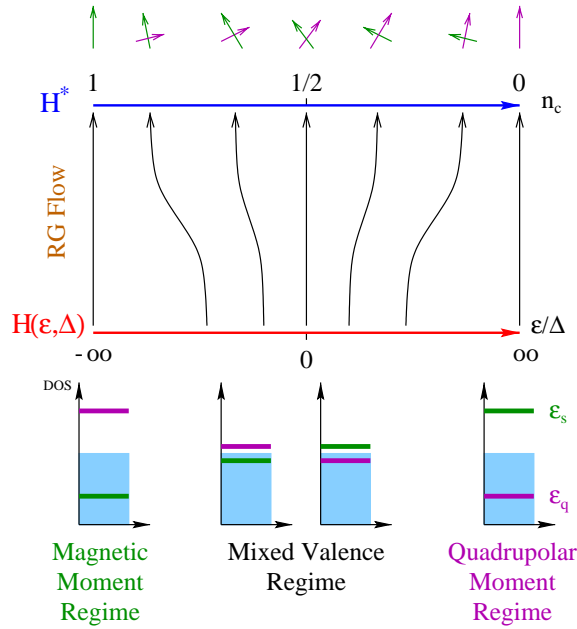 1 1/2 0
H* n_c
RG Flow
H(ε,Δ) ε/Δ
-oo 0 oo
DOS
ε_s
ε_q
Magnetic
Moment
Regime
Mixed Valence
Regime
Quadrupolar
Moment
Regime